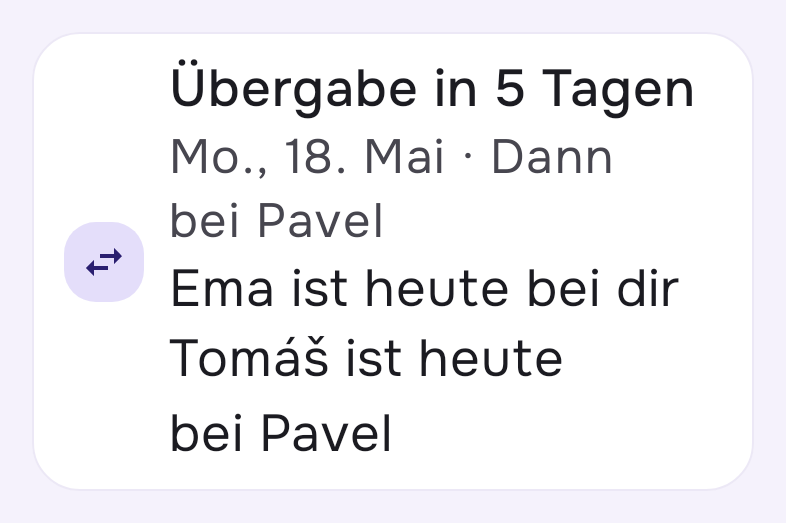 Übergabe in 5 Tagen
Mo., 18. Mai · Dann
bei Pavel
Ema ist heute bei dir
Tomáš ist heute
bei Pavel